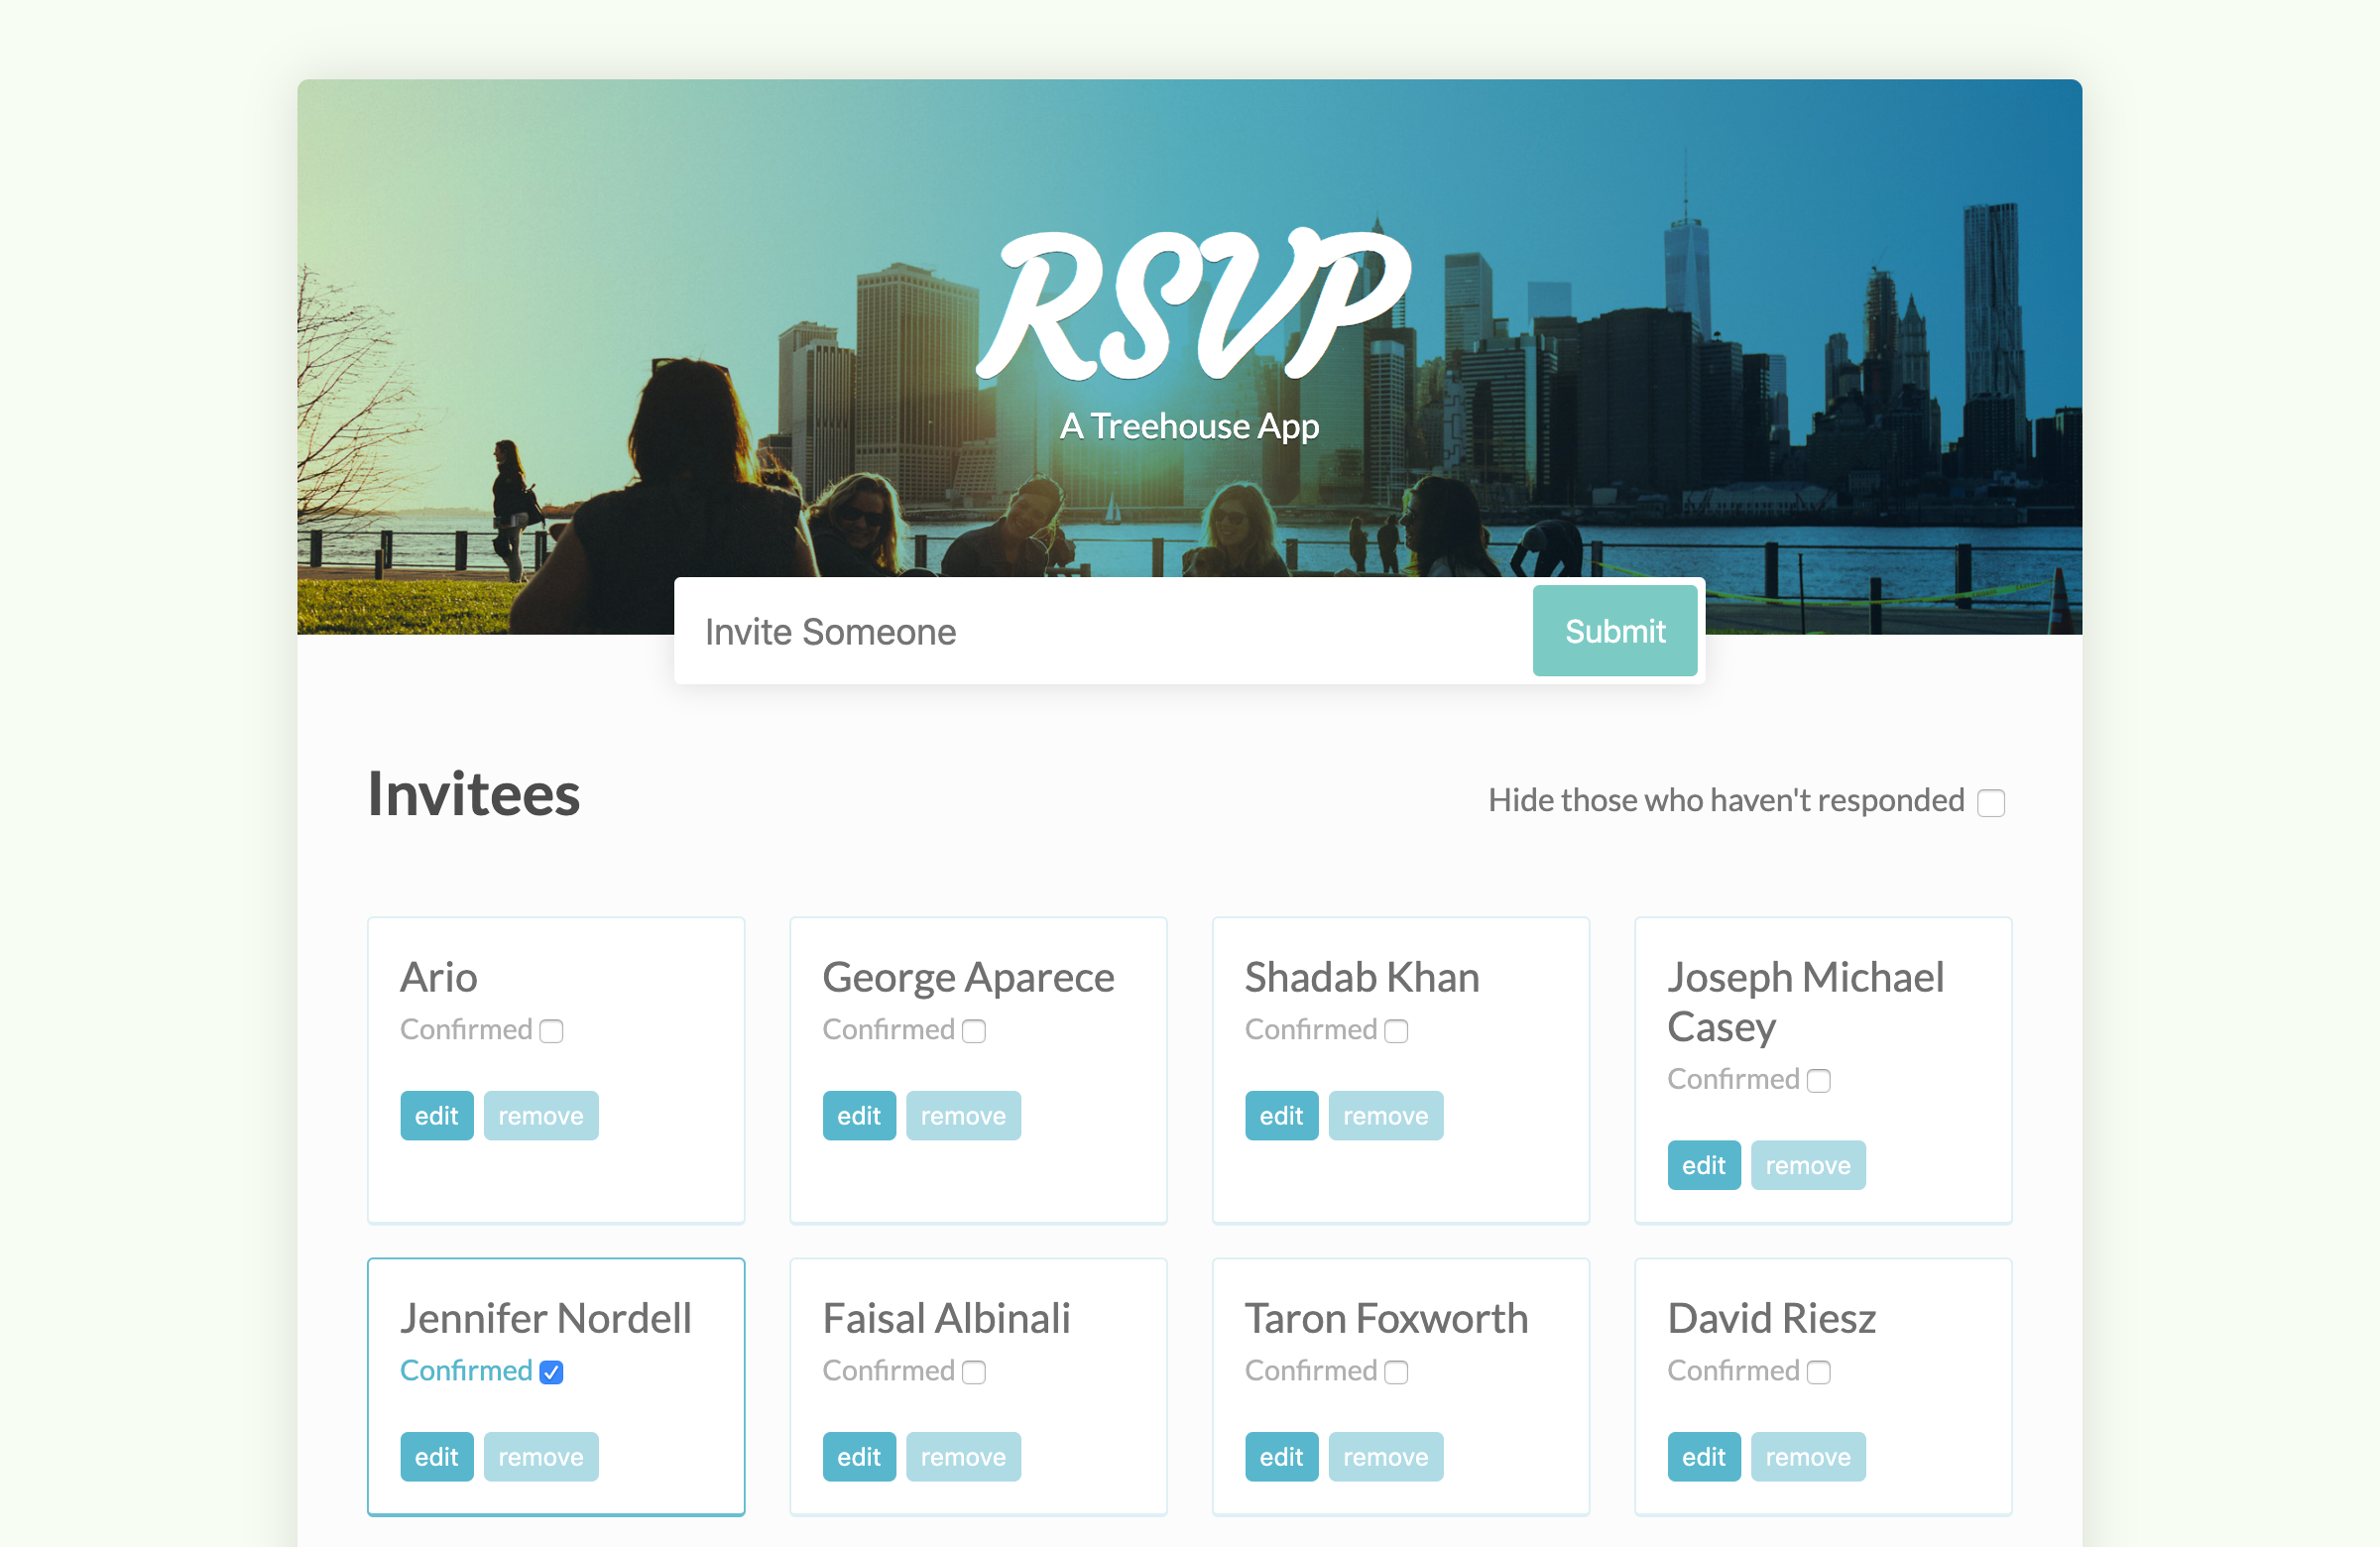 RSVP
A Treehouse App
Invite Someone
Submit
Invitees
Hide those who haven't responded
Ario
Confirmed
edit remove
George Aparece
Confirmed
edit remove
Shadab Khan
Confirmed
edit remove
Joseph Michael
Casey
Confirmed
edit remove
Jennifer Nordell
Confirmed
edit remove
Faisal Albinali
Confirmed
edit remove
Taron Foxworth
Confirmed
edit remove
David Riesz
Confirmed
edit remove